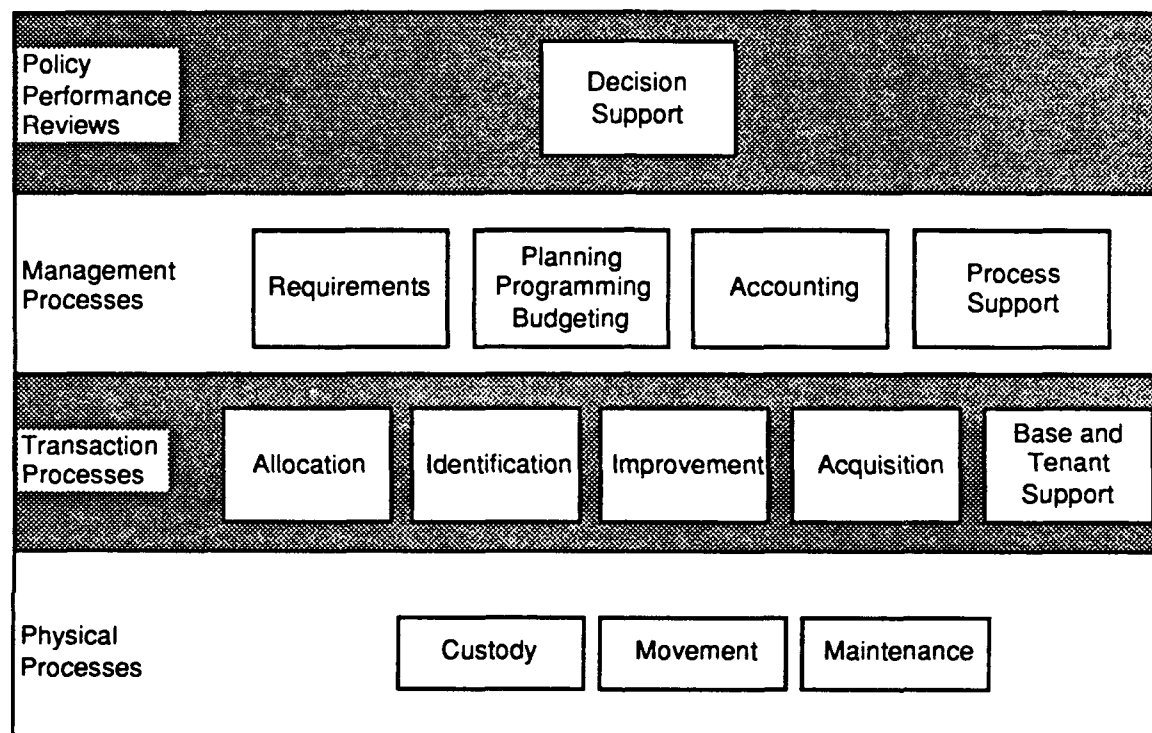 Policy
Performance
Reviews
Decision
Support
Management
Processes
Requirements
Planning
Programming
Budgeting
Accounting
Process
Support
Transaction
Processes
Allocation
Identification
Improvement
Acquisition
Base and
Tenant
Support
Physical
Processes
Custody
Movement
Maintenance